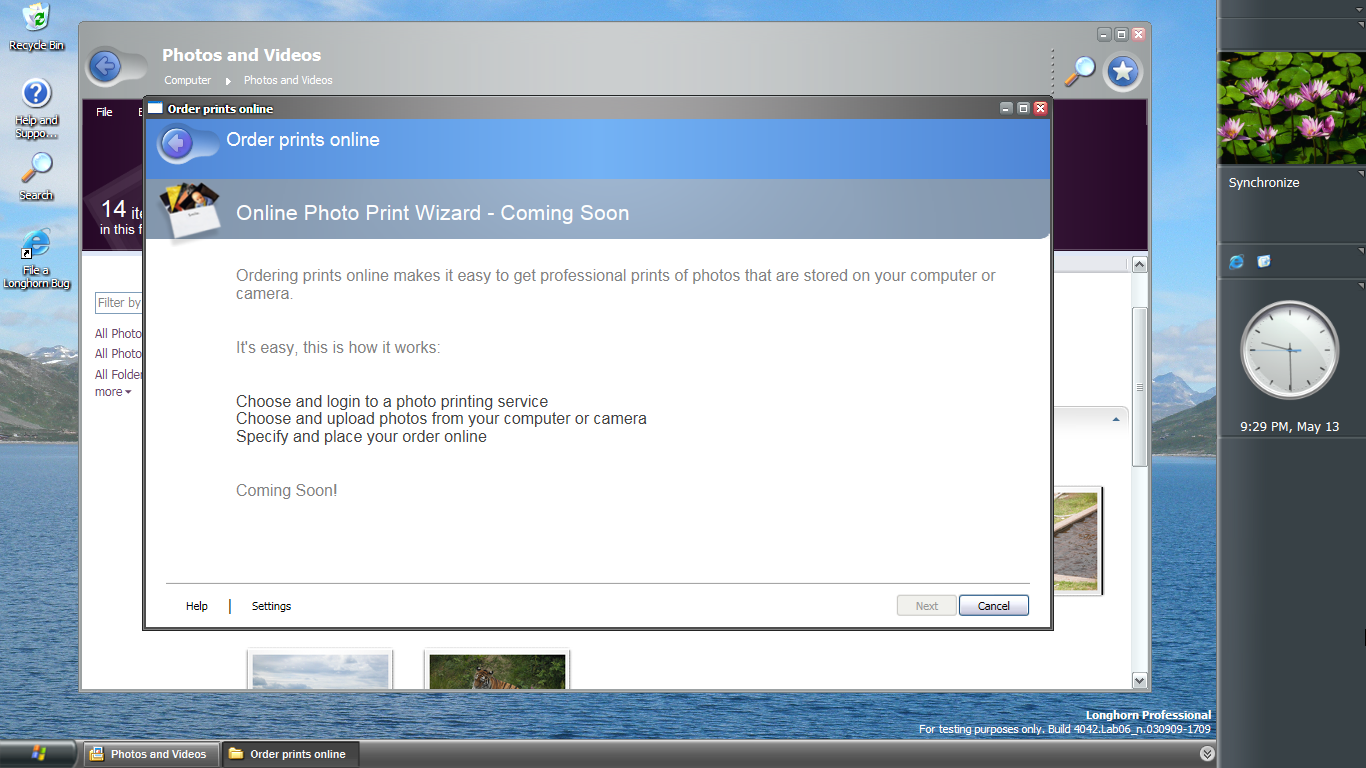 Recycle Bin
Help and
Suppo...
Search
File a
Longhorn Bug
Photos and Videos
Computer
Photos and Videos
File
14
in this
Filter by
All Photo
All Photo
All Folder
more
Order prints online
Order prints online
Online Photo Print Wizard - Coming Soon
Ordering prints online makes it easy to get professional prints of photos that are stored on your computer or
camera.
It's easy, this is how it works:
Choose and login to a photo printing service
Choose and upload photos from your computer or camera
Specify and place your order online
Coming Soon!
Help
Settings
Next
Cancel
Synchronize
9:29 PM, May 13
Longhorn Professional
For testing purposes only. Build 4042.Lab06_n.030909-1709
Photos and Videos
Order prints online